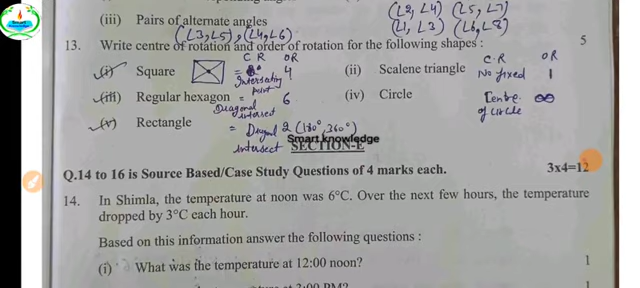 (iii) Pairs of alternate angles
(∠2, ∠4) (∠5, ∠7)
(∠3, ∠5), (∠4, ∠6) (∠1, ∠3) (∠6, ∠8)
13. Write centre of rotation and order of rotation for the following shapes : 5
C.R OR C.R OR
(i) Square = Intersecting point 4 (ii) Scalene triangle No fixed 1
(iii) Regular hexagon = Diagonal intersect 6 (iv) Circle Centre of circle ∞
(v) Rectangle = Diagonal intersect 2 (180°, 360°)
Smart knowledge
SECTION-E
Q.14 to 16 is Source Based/Case Study Questions of 4 marks each. 3x4=12
14. In Shimla, the temperature at noon was 6°C. Over the next few hours, the temperature
dropped by 3°C each hour.
Based on this information answer the following questions :
(i) What was the temperature at 12:00 noon? 1